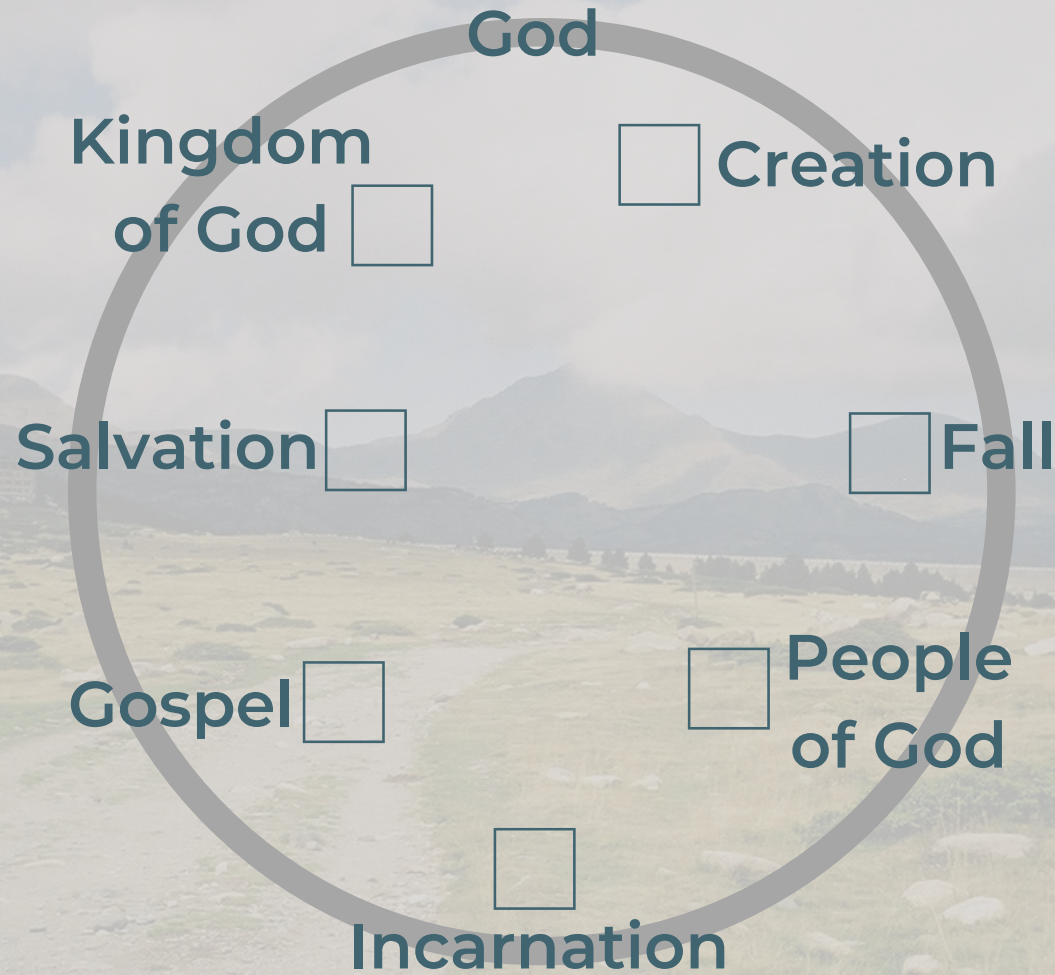 God
Creation
Fall
People
of God
Incarnation
Gospel
Salvation
Kingdom
of God